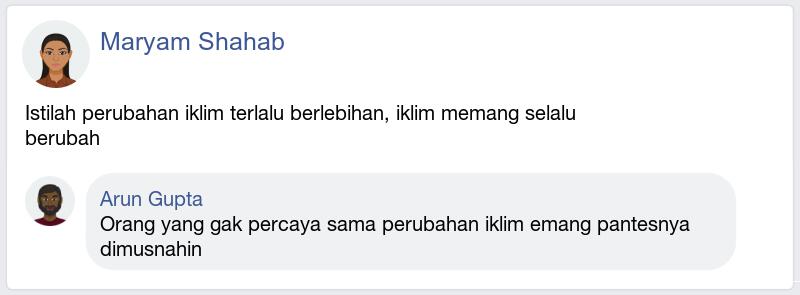 Maryam Shahab
Istilah perubahan iklim terlalu berlebihan, iklim memang selalu
berubah
Arun Gupta
Orang yang gak percaya sama perubahan iklim emang pantesnya
dimusnahin